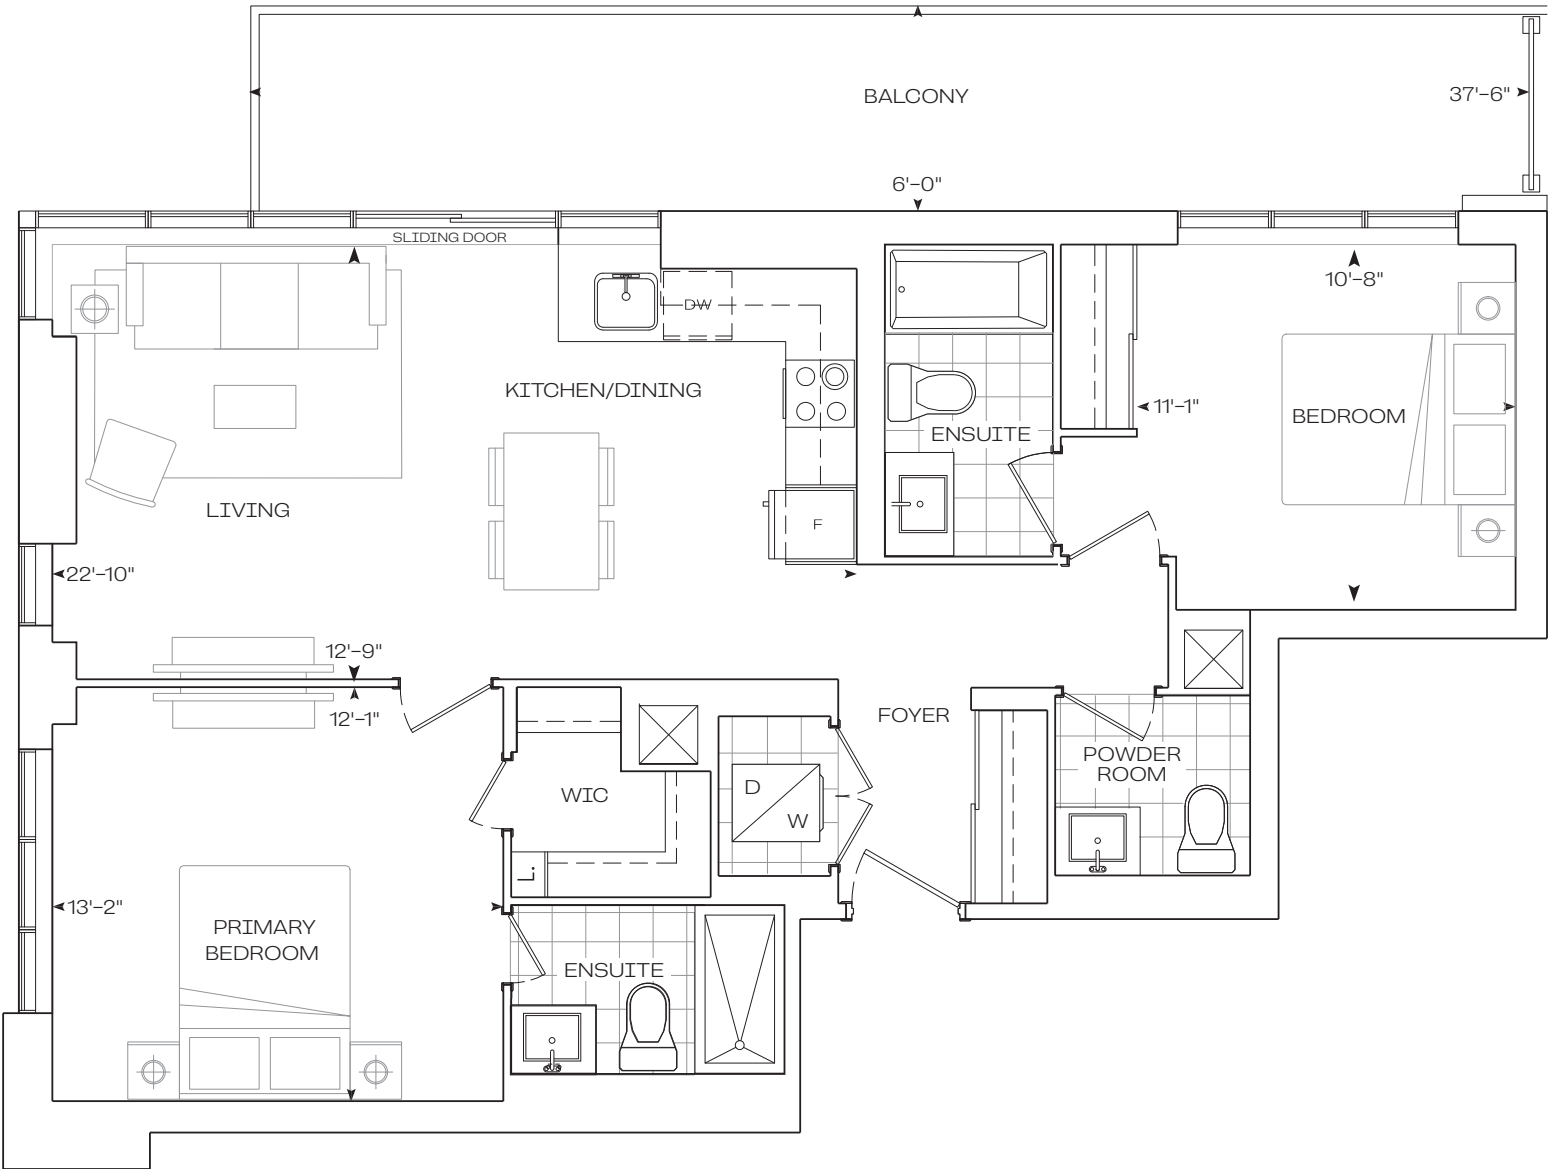 BALCONY
37'-6"
6'-0"
SLIDING DOOR
10'-8"
DW
KITCHEN/DINING
11'-1"
BEDROOM
ENSUITE
LIVING
F
22'-10"
12'-9"
12'-1"
FOYER
POWDER
ROOM
D
W
WIC
L.
13'-2"
PRIMARY
BEDROOM
ENSUITE